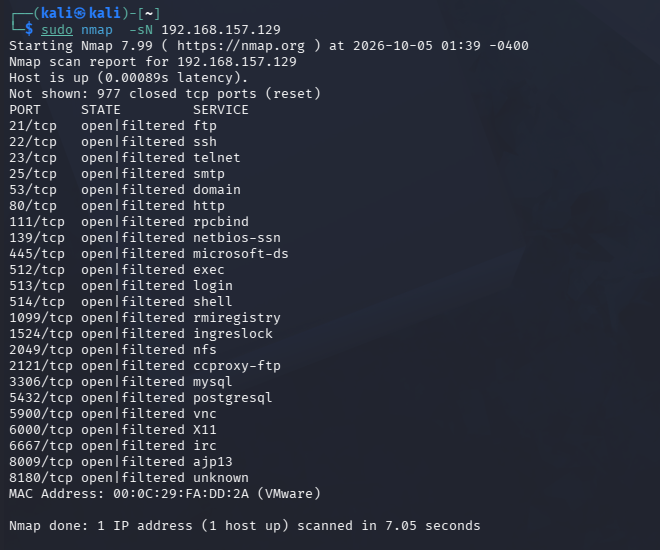 ┌──(kali㉿kali)-[~]
└─$ sudo nmap  -sN 192.168.157.129
Starting Nmap 7.99 ( https://nmap.org ) at 2026-10-05 01:39 -0400
Nmap scan report for 192.168.157.129
Host is up (0.00089s latency).
Not shown: 977 closed tcp ports (reset)
PORT     STATE         SERVICE
21/tcp   open|filtered ftp
22/tcp   open|filtered ssh
23/tcp   open|filtered telnet
25/tcp   open|filtered smtp
53/tcp   open|filtered domain
80/tcp   open|filtered http
111/tcp  open|filtered rpcbind
139/tcp  open|filtered netbios-ssn
445/tcp  open|filtered microsoft-ds
512/tcp  open|filtered exec
513/tcp  open|filtered login
514/tcp  open|filtered shell
1099/tcp open|filtered rmiregistry
1524/tcp open|filtered ingreslock
2049/tcp open|filtered nfs
2121/tcp open|filtered ccproxy-ftp
3306/tcp open|filtered mysql
5432/tcp open|filtered postgresql
5900/tcp open|filtered vnc
6000/tcp open|filtered X11
6667/tcp open|filtered irc
8009/tcp open|filtered ajp13
8180/tcp open|filtered unknown
MAC Address: 00:0C:29:FA:DD:2A (VMware)

Nmap done: 1 IP address (1 host up) scanned in 7.05 seconds